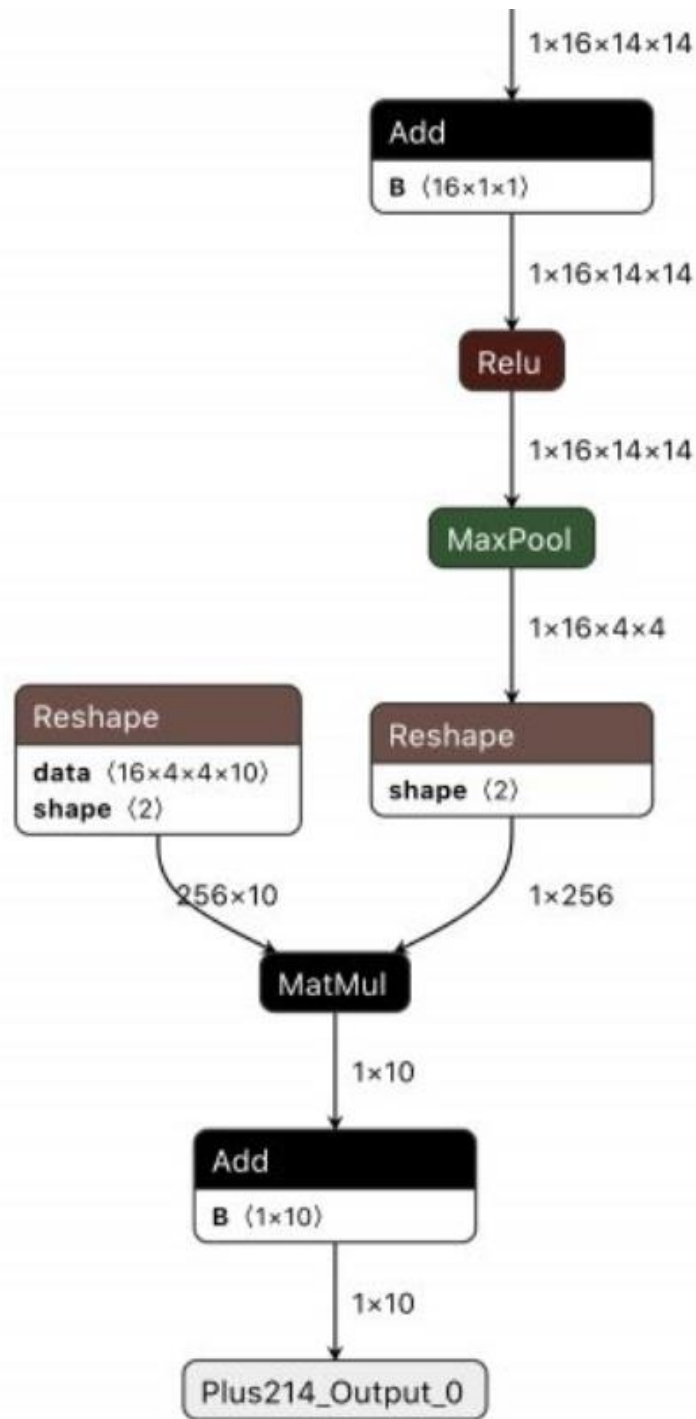 1×16×14×14
Add
B ⟨16×1×1⟩
1×16×14×14
Relu
1×16×14×14
MaxPool
1×16×4×4
Reshape
data ⟨16×4×4×10⟩
shape ⟨2⟩
Reshape
shape ⟨2⟩
256×10
1×256
MatMul
1×10
Add
B ⟨1×10⟩
1×10
Plus214_Output_0